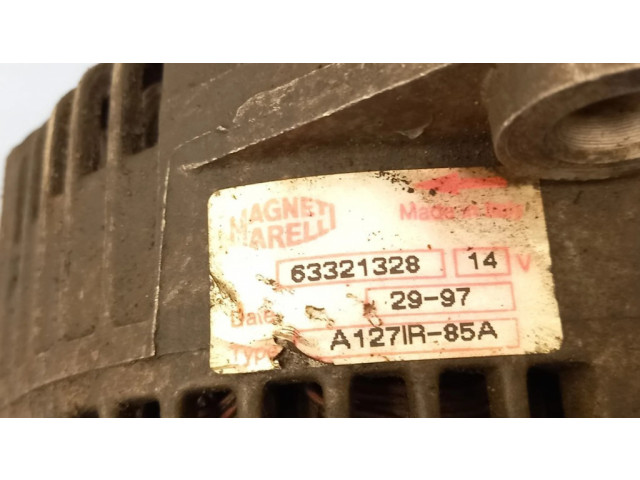 MAGNETI
MARELLI
Made in Italy
63321328 14 V
Date 29-97
Type A127IR-85A